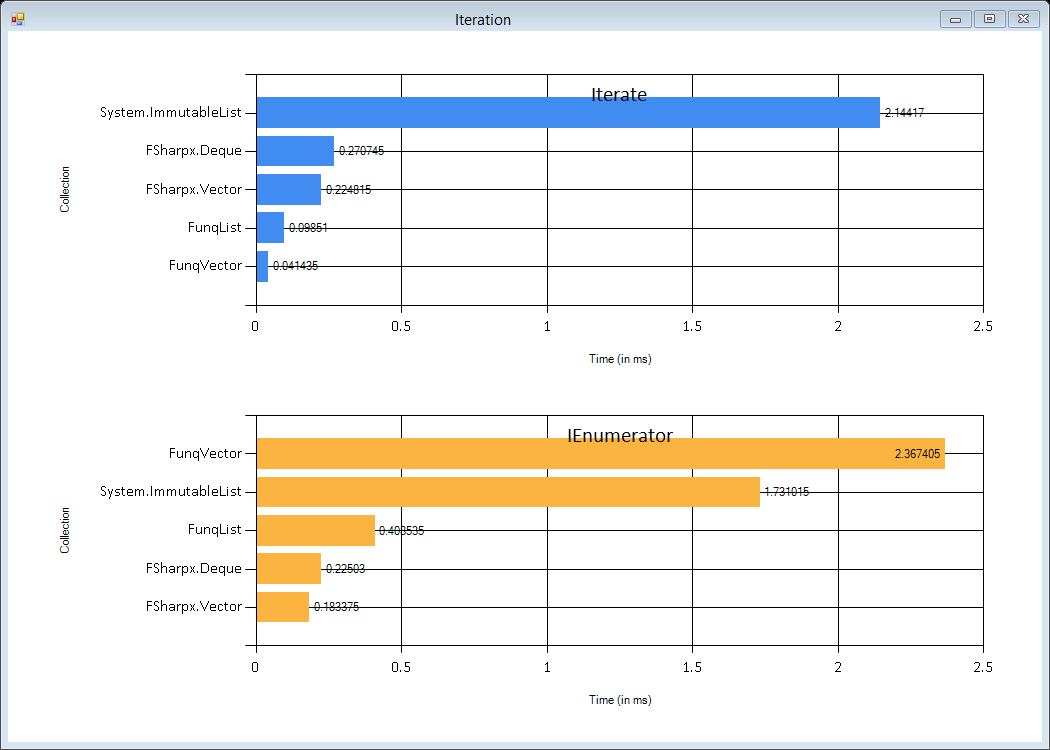 Iteration
Iterate
System.ImmutableList
2.14417
FSharpx.Deque
0.270745
FSharpx.Vector
0.224815
FunqList
0.09851
FunqVector
0.041435
Collection
0 0.5 1 1.5 2 2.5
Time (in ms)
IEnumerator
FunqVector
2.367405
System.ImmutableList
1.731015
FunqList
0.408535
FSharpx.Deque
0.22503
FSharpx.Vector
0.183375
Collection
0 0.5 1 1.5 2 2.5
Time (in ms)